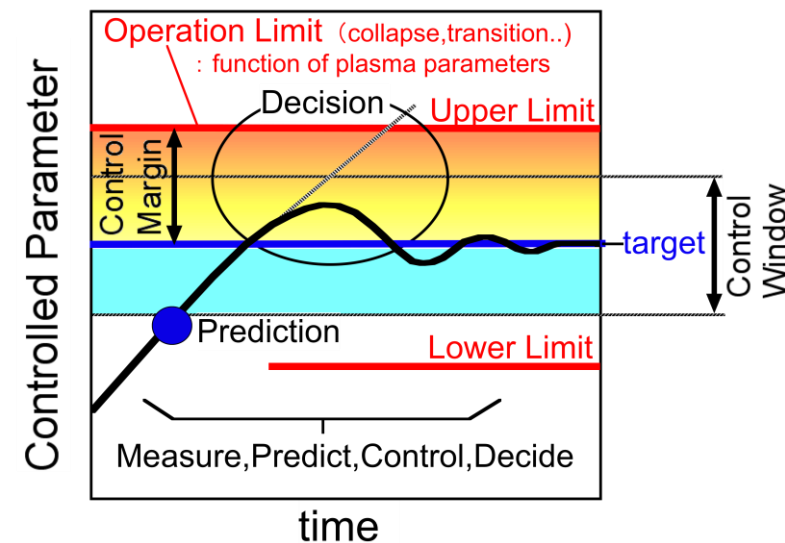 Operation Limit （collapse,transition..)
: function of plasma parameters
Decision
Upper Limit
Control
Margin
target
Control
Window
Prediction
Lower Limit
Measure,Predict,Control,Decide
Controlled Parameter
time